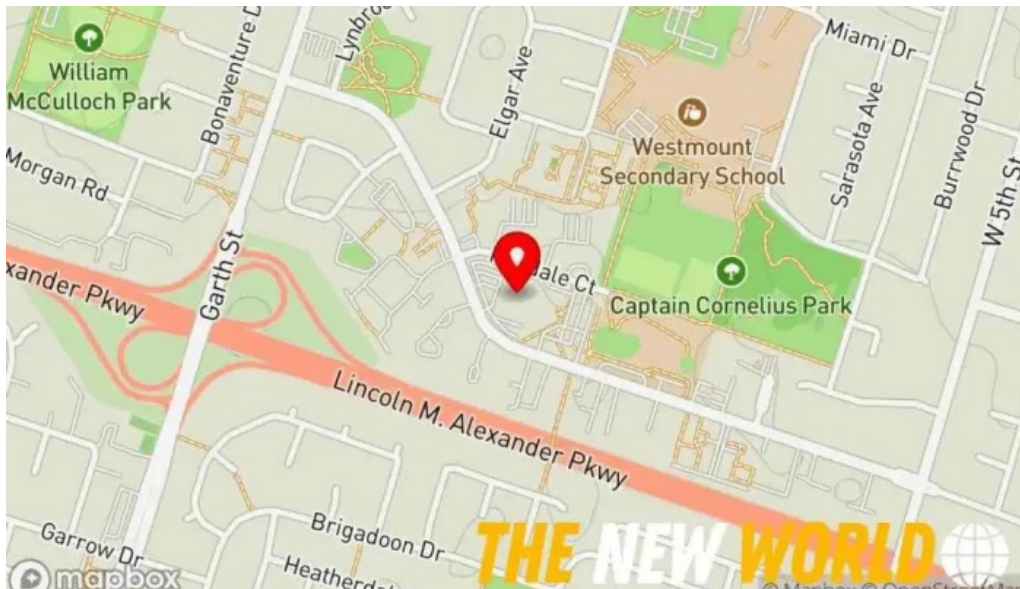 William
McCulloch Park
Bonaventure D
Lynbro
Elgar Ave
Miami Dr
Sarasota Ave
Burrwood Dr
W 5th St
Westmount
Secondary School
Morgan Rd
Garth St
xander Pkwy
dale Ct
Captain Cornelius Park
Lincoln M. Alexander Pkwy
Brigadoon Dr
Garrow Dr
Heatherda
THE NEW WORLD
mapbox
© Mapbox © OpenStreetMap